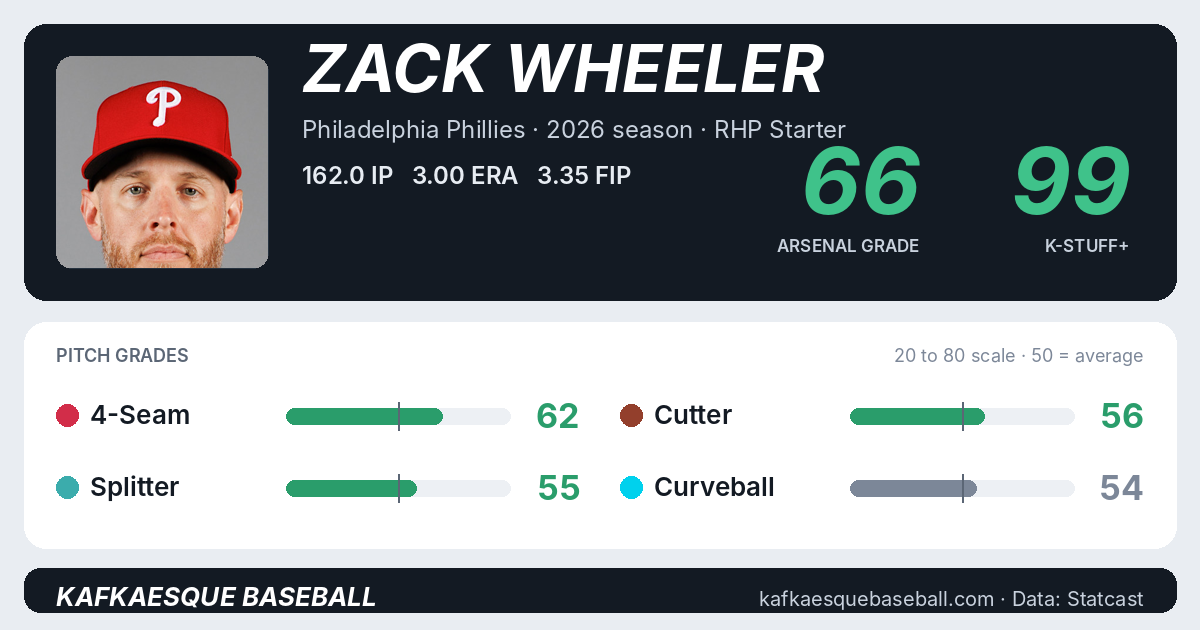 P
ZACK WHEELER
Philadelphia Phillies · 2026 season · RHP Starter
162.0 IP 3.00 ERA 3.35 FIP
66 99
ARSENAL GRADE K-STUFF+
PITCH GRADES 20 to 80 scale · 50 = average
4-Seam 62 Cutter 56
Splitter 55 Curveball 54
KAFKAESQUE BASEBALL kafkaesquebaseball.com · Data: Statcast